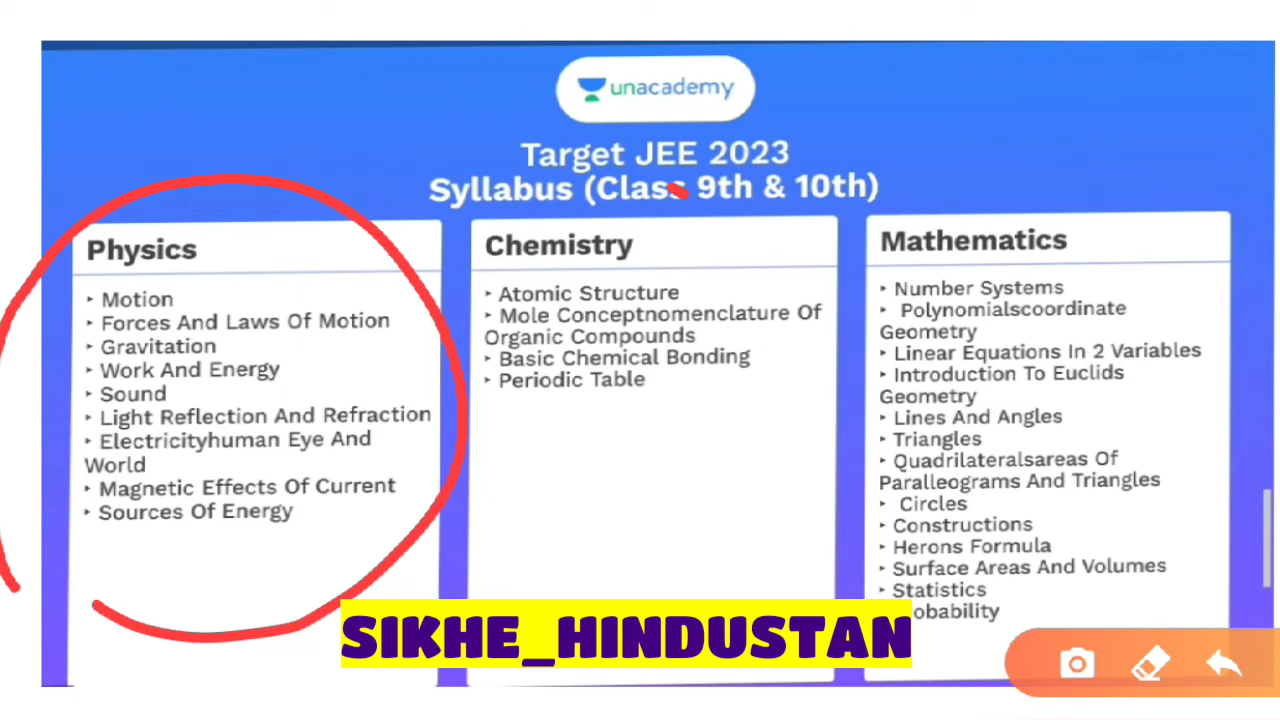 unacademy
Target JEE 2023
Syllabus (Class 9th & 10th)
Physics
‣ Motion
‣ Forces And Laws Of Motion
‣ Gravitation
‣ Work And Energy
‣ Sound
‣ Light Reflection And Refraction
‣ Electricityhuman Eye And
World
‣ Magnetic Effects Of Current
‣ Sources Of Energy
Chemistry
‣ Atomic Structure
‣ Mole Conceptnomenclature Of
Organic Compounds
‣ Basic Chemical Bonding
‣ Periodic Table
Mathematics
‣ Number Systems
‣ Polynomialscoordinate
Geometry
‣ Linear Equations In 2 Variables
‣ Introduction To Euclids
Geometry
‣ Lines And Angles
‣ Triangles
‣ Quadrilateralsareas Of
Paralleograms And Triangles
‣ Circles
‣ Constructions
‣ Herons Formula
‣ Surface Areas And Volumes
‣ Statistics
obability
SIKHE_HINDUSTAN